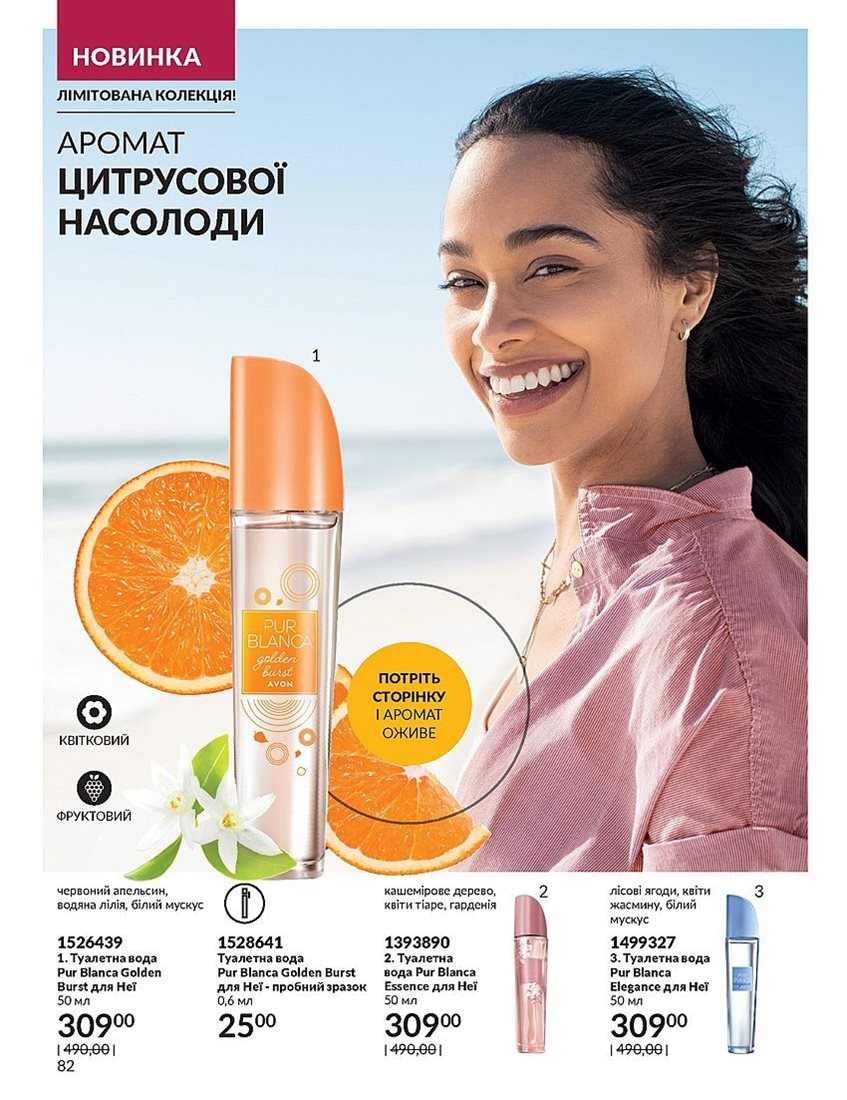 НОВИНКА
ЛІМІТОВАНА КОЛЕКЦІЯ!
АРОМАТ
ЦИТРУСОВОЇ
НАСОЛОДИ
1
PUR
BLANCA
golden
burst
AVON
ПОТРІТЬ
СТОРІНКУ
І АРОМАТ
ОЖИВЕ
КВІТКОВИЙ
ФРУКТОВИЙ
червоний апельсин,
водяна лілія, білий мускус
1526439
1. Туалетна вода
Pur Blanca Golden
Burst для Неї
50 мл
309⁰⁰
| 490,00 |
1528641
Туалетна вода
Pur Blanca Golden Burst
для Неї - пробний зразок
0,6 мл
25⁰⁰
кашемірове дерево,
квіти тіаре, гарденія
2
1393890
2. Туалетна
вода Pur Blanca
Essence для Неї
50 мл
309⁰⁰
| 490,00 |
лісові ягоди, квіти
жасмину, білий
мускус
3
1499327
3. Туалетна вода
Pur Blanca
Elegance для Неї
50 мл
309⁰⁰
| 490,00 |
PUR
BLANCA
82